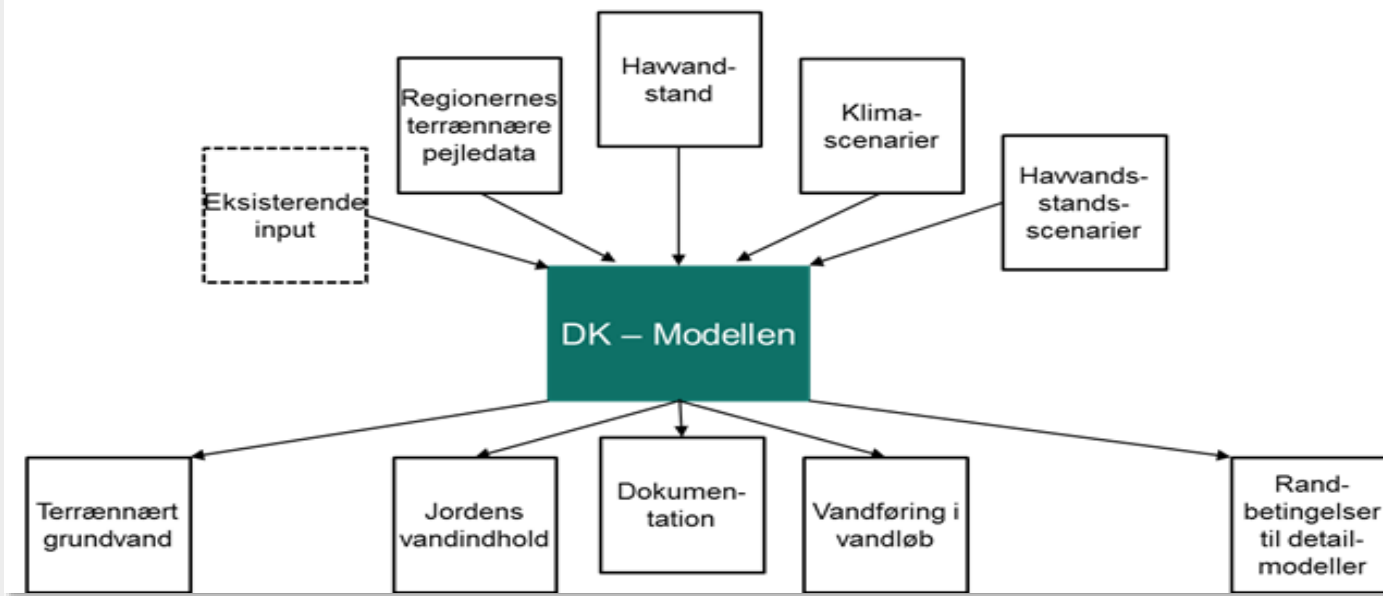 Havvand-
stand
Regionernes
terrænnære
pejledata
Klima-
scenarier
Havvands-
stands-
scenarier
Eksisterende
input
DK – Modellen
Terrænnært
grundvand
Jordens
vandindhold
Dokumen-
tation
Vandføring i
vandløb
Rand-
betingelser
til detail-
modeller